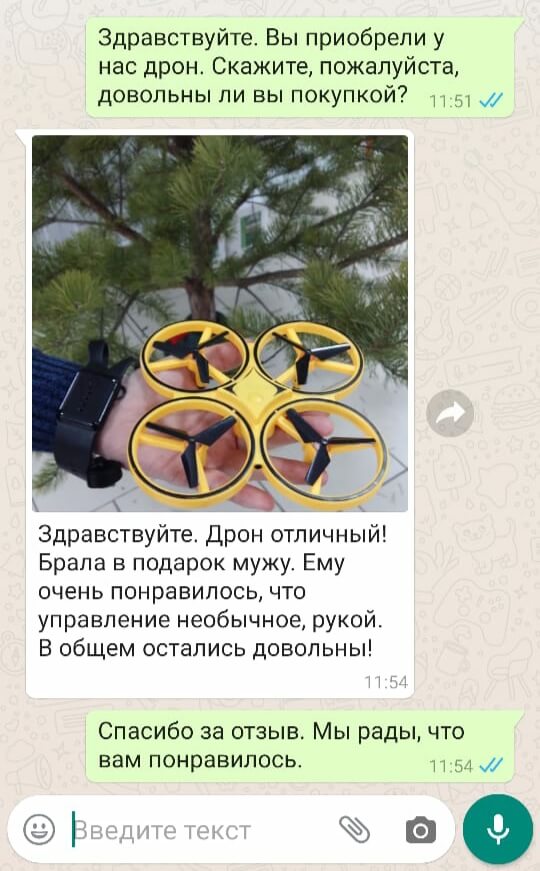 Здравствуйте. Вы приобрели у
нас дрон. Скажите, пожалуйста,
довольны ли вы покупкой?
11:51
Здравствуйте. Дрон отличный!
Брала в подарок мужу. Ему
очень понравилось, что
управление необычное, рукой.
В общем остались довольны!
11:54
Спасибо за отзыв. Мы рады, что
вам понравилось.
11:54
Введите текст